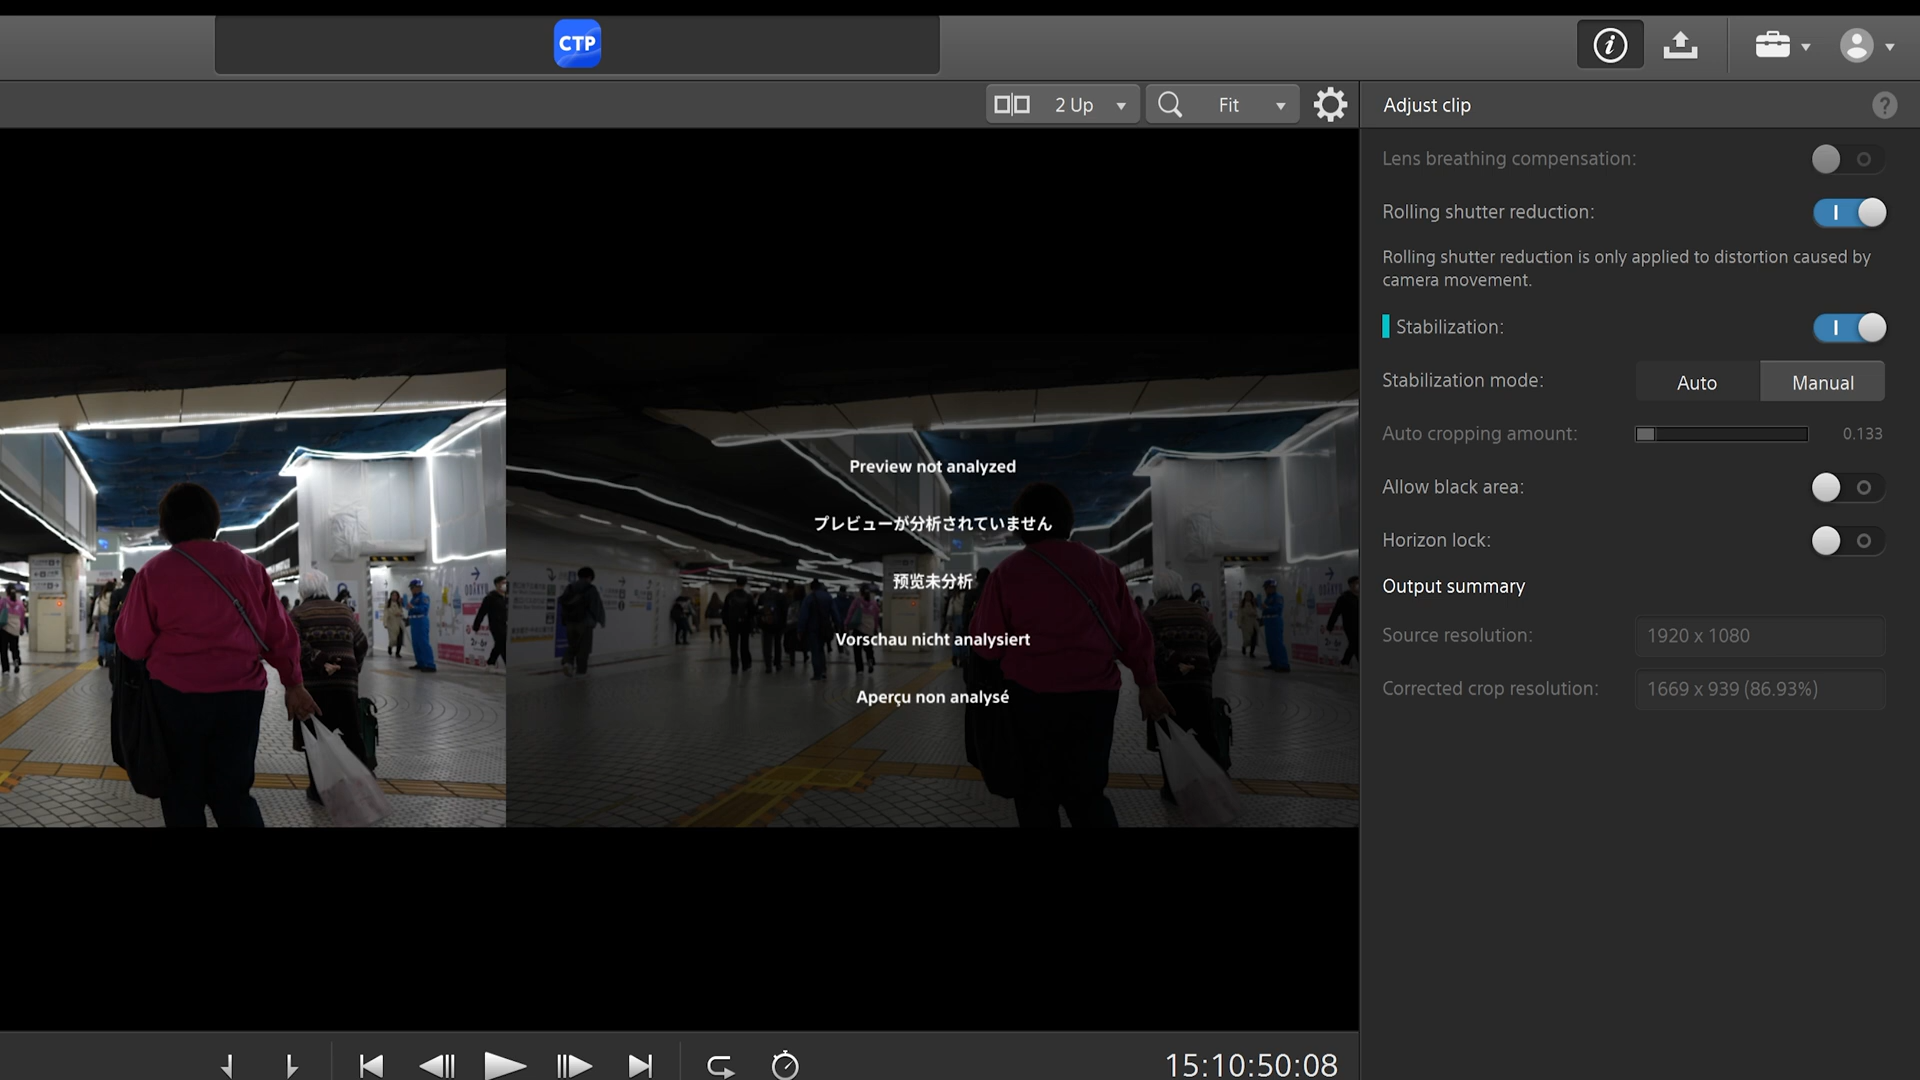 CTP
2 Up
Fit
Adjust clip
?
Lens breathing compensation:
Rolling shutter reduction:
Rolling shutter reduction is only applied to distortion caused by
camera movement.
Stabilization:
Stabilization mode:
Auto
Manual
Auto cropping amount:
0.133
Allow black area:
Horizon lock:
Output summary
Source resolution:
1920 x 1080
Corrected crop resolution:
1669 x 939 (86.93%)
Preview not analyzed
プレビューが分析されていません
预览未分析
Vorschau nicht analysiert
Aperçu non analysé
15:10:50:08